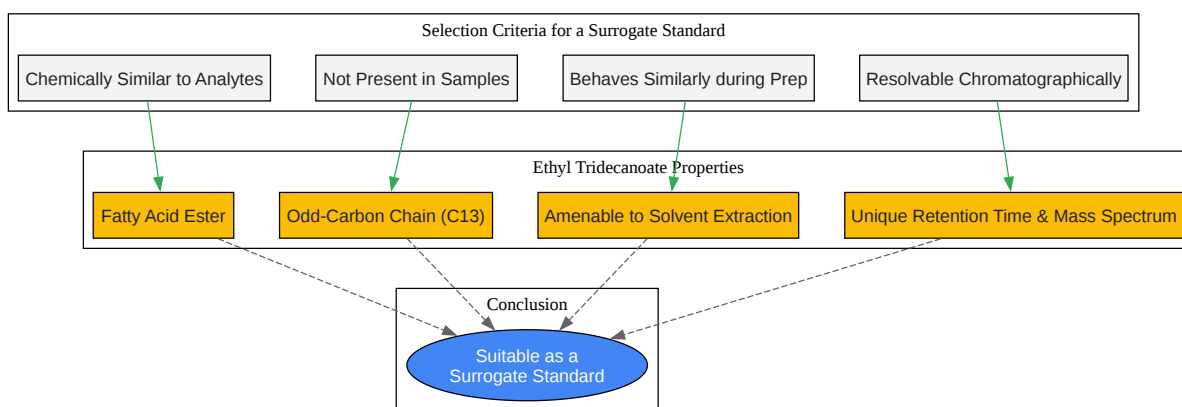 Selection Criteria for a Surrogate Standard
Chemically Similar to Analytes
Not Present in Samples
Behaves Similarly during Prep
Resolvable Chromatographically
Ethyl Tridecanoate Properties
Fatty Acid Ester
Odd-Carbon Chain (C13)
Amenable to Solvent Extraction
Unique Retention Time & Mass Spectrum
Conclusion
Suitable as a
Surrogate Standard